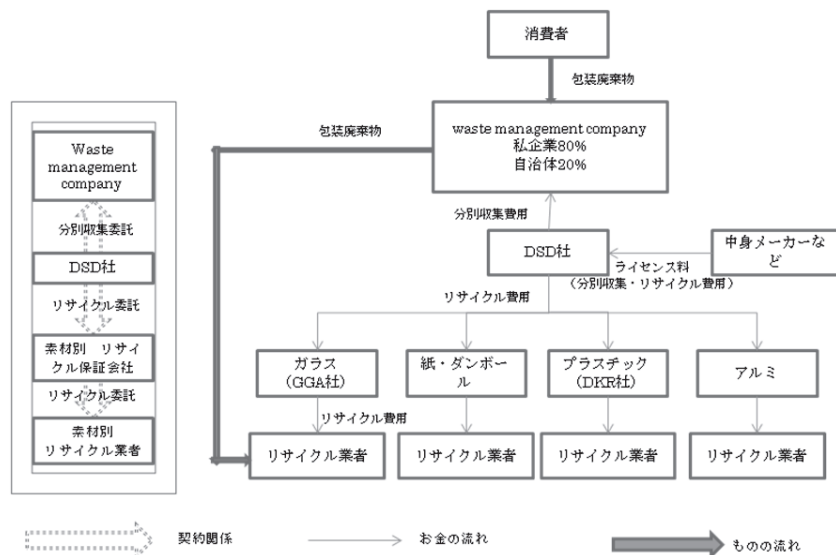 消費者
包装廃棄物
包装廃棄物
waste management company
私企業80%
自治体20%
分別収集費用
DSD社
中身メーカーな
ど
ライセンス料
（分別収集・リサイクル費用）
リサイクル費用
ガラス
(GGA社)
紙・ダンボー
ル
プラスチック
(DKR社)
アルミ
リサイクル費用
リサイクル業者
リサイクル業者
リサイクル業者
リサイクル業者
Waste
management
company
分別収集委託
DSD社
リサイクル委託
素材別　リサイ
クル保証会社
リサイクル委託
素材別
リサイクル業者
契約関係
お金の流れ
ものの流れ